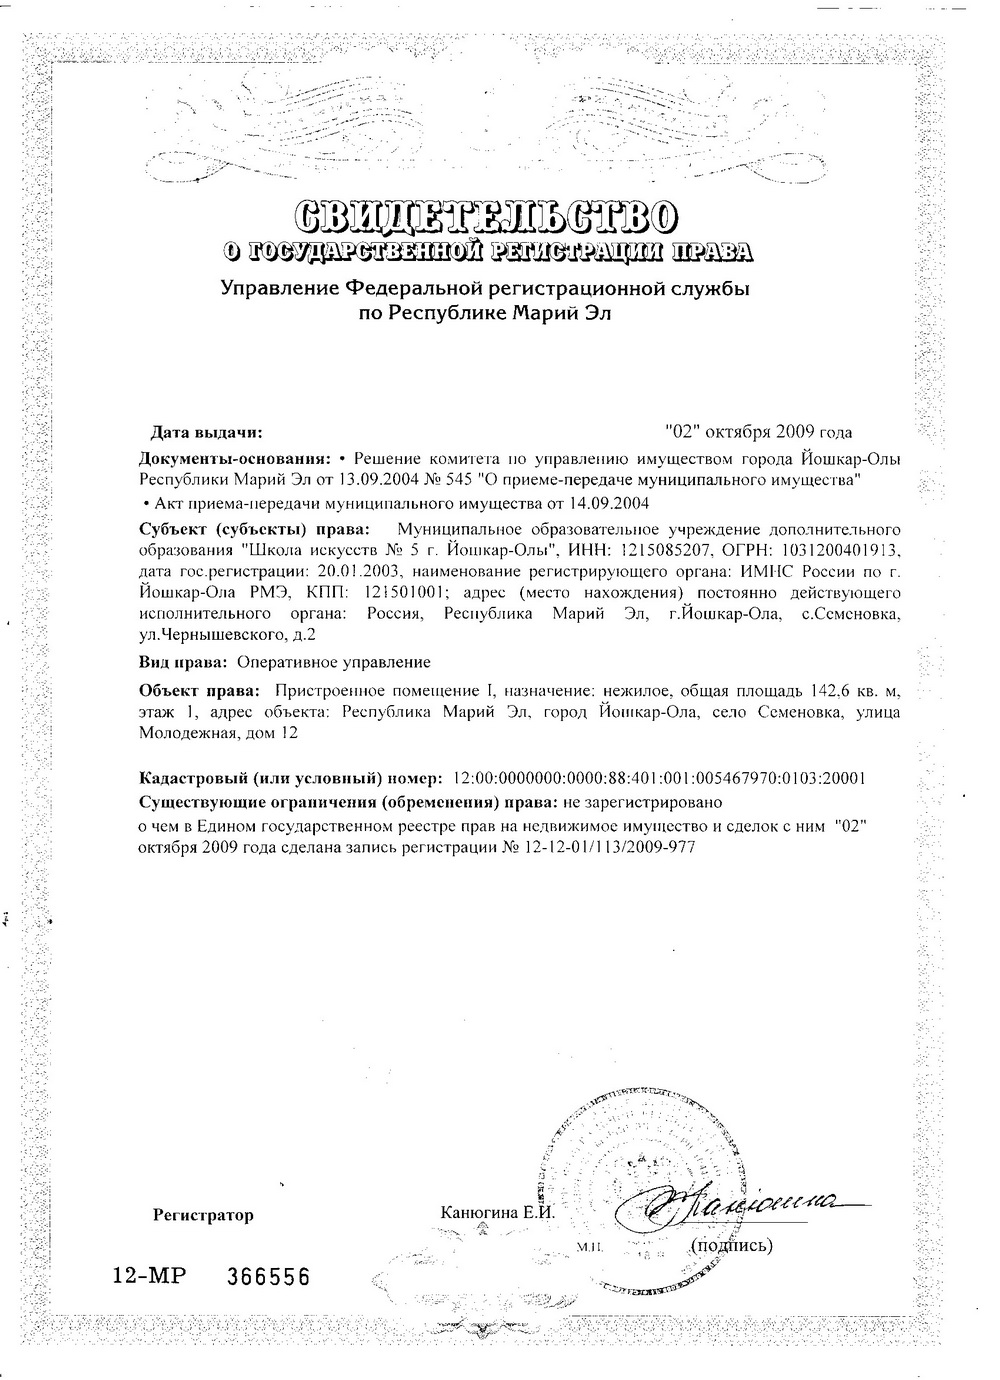 СВИДЕТЕЛЬСТВО
О ГОСУДАРСТВЕННОЙ РЕГИСТРАЦИИ ПРАВА
Управление Федеральной регистрационной службы
по Республике Марий Эл
Дата выдачи: "02" октября 2009 года
Документы-основания: • Решение комитета по управлению имуществом города Йошкар-Олы
Республики Марий Эл от 13.09.2004 № 545 "О приеме-передаче муниципального имущества"
• Акт приема-передачи муниципального имущества от 14.09.2004
Субъект (субъекты) права: Муниципальное образовательное учреждение дополнительного
образования "Школа искусств № 5 г. Йошкар-Олы", ИНН: 1215085207, ОГРН: 1031200401913,
дата гос.регистрации: 20.01.2003, наименование регистрирующего органа: ИМНС России по г.
Йошкар-Ола РМЭ, КПП: 121501001; адрес (место нахождения) постоянно действующего
исполнительного органа: Россия, Республика Марий Эл, г.Йошкар-Ола, с.Семеновка,
ул.Чернышевского, д.2
Вид права: Оперативное управление
Объект права: Пристроенное помещение I, назначение: нежилое, общая площадь 142,6 кв. м,
этаж 1, адрес объекта: Республика Марий Эл, город Йошкар-Ола, село Семеновка, улица
Молодежная, дом 12
Кадастровый (или условный) номер: 12:00:0000000:0000:88:401:001:005467970:0103:20001
Существующие ограничения (обременения) права: не зарегистрировано
о чем в Едином государственном реестре прав на недвижимое имущество и сделок с ним "02"
октября 2009 года сделана запись регистрации № 12-12-01/113/2009-977
Регистратор Канюгина Е.И.
М.П. (подпись)
12-МР 366556